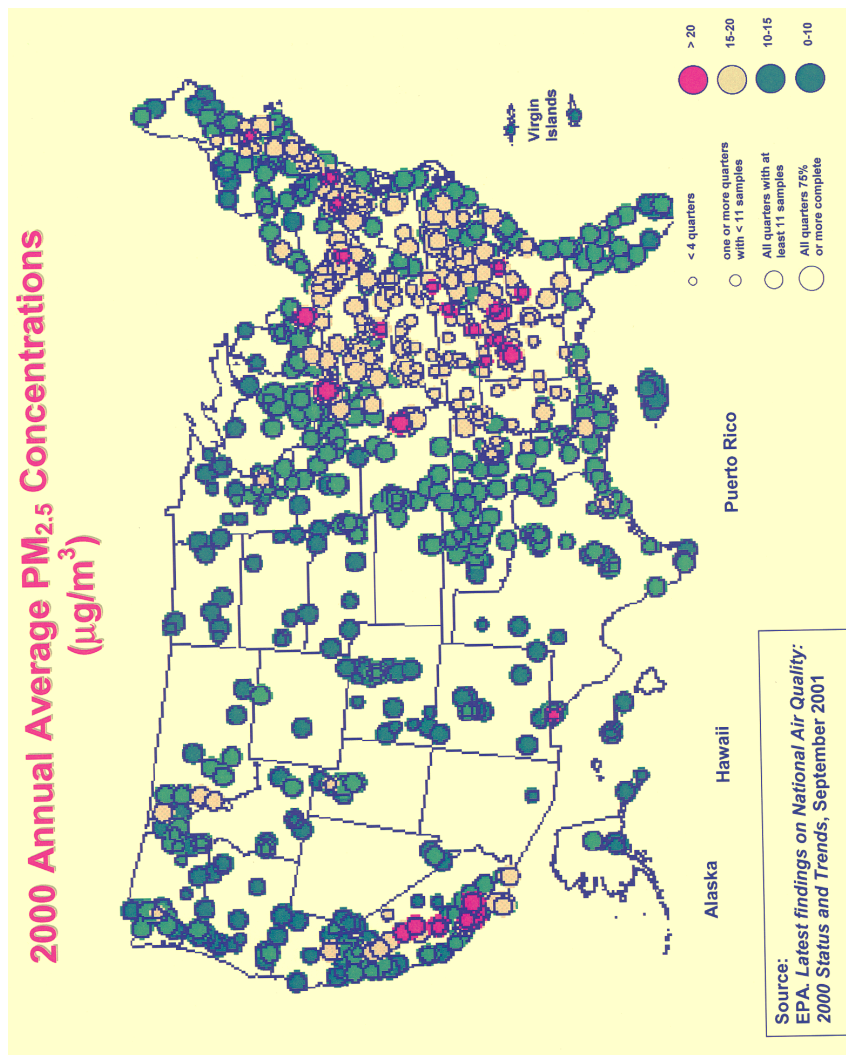 2000 Annual Average PM2.5 Concentrations
(µg/m3)
Virgin
Islands
Puerto Rico
Hawaii
Alaska
> 20
15-20
10-15
0-10
< 4 quarters
one or more quarters
with < 11 samples
All quarters with at
least 11 samples
All quarters 75%
or more complete
Source:
EPA. Latest findings on National Air Quality:
2000 Status and Trends, September 2001